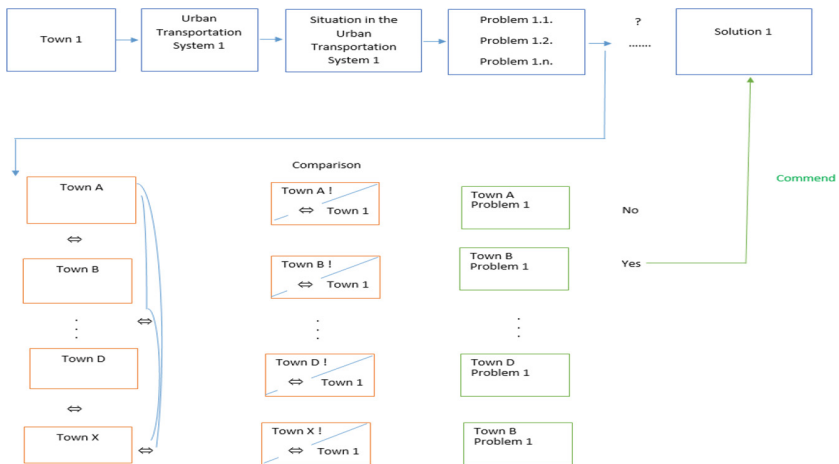 Town 1
Urban
Transportation
System 1
Situation in the
Urban
Transportation
System 1
Problem 1.1.
Problem 1.2.
Problem 1.n.
?
.......
Solution 1
Comparison
Commend
Town A
Town A !
⇔ Town 1
Town A
Problem 1
No
⇔
Town B
Town B !
⇔ Town 1
Town B
Problem 1
Yes
⇔
Town D
Town D !
⇔ Town 1
Town D
Problem 1
⇔
Town X
⇔
Town X !
⇔ Town 1
Town B
Problem 1